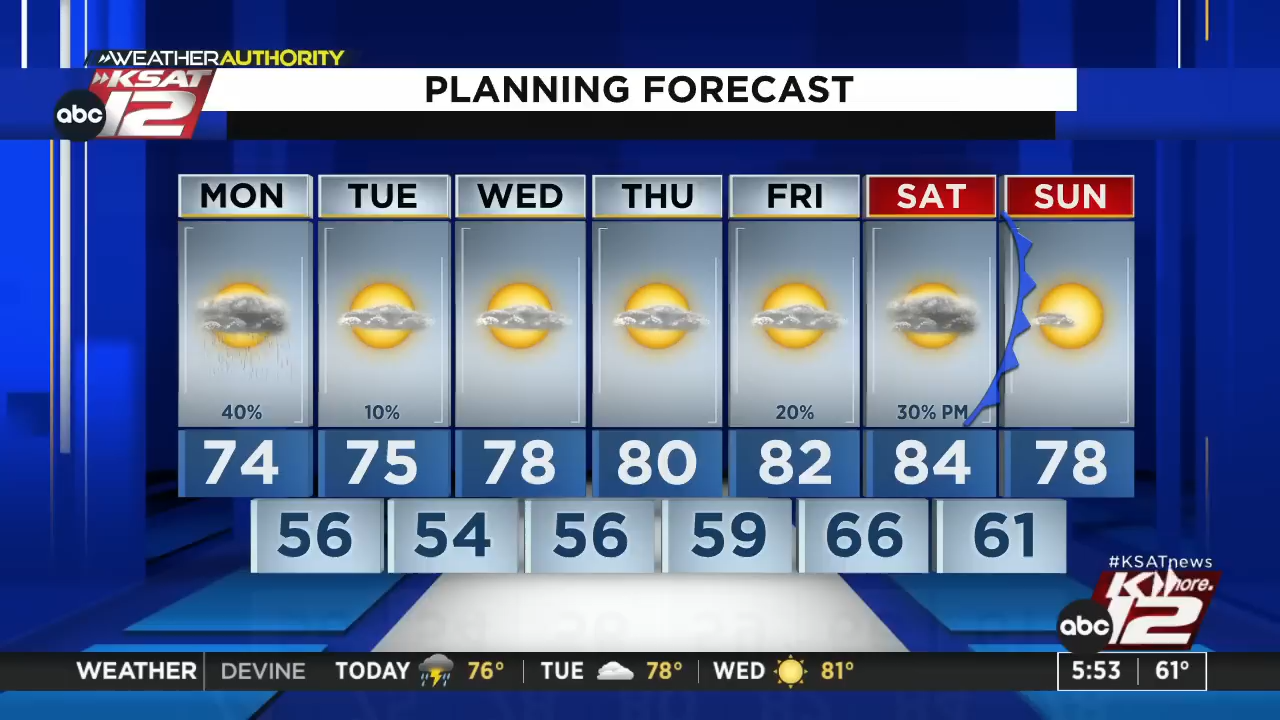 WEATHERAUTHORITY
KSAT
abc 12
PLANNING FORECAST
MON TUE WED THU FRI SAT SUN
40% 10% 20% 30% PM
74 75 78 80 82 84 78
56 54 56 59 66 61
#KSATnews
abc 12
WEATHER DEVINE TODAY 76° TUE 78° WED 81° 5:53 61°